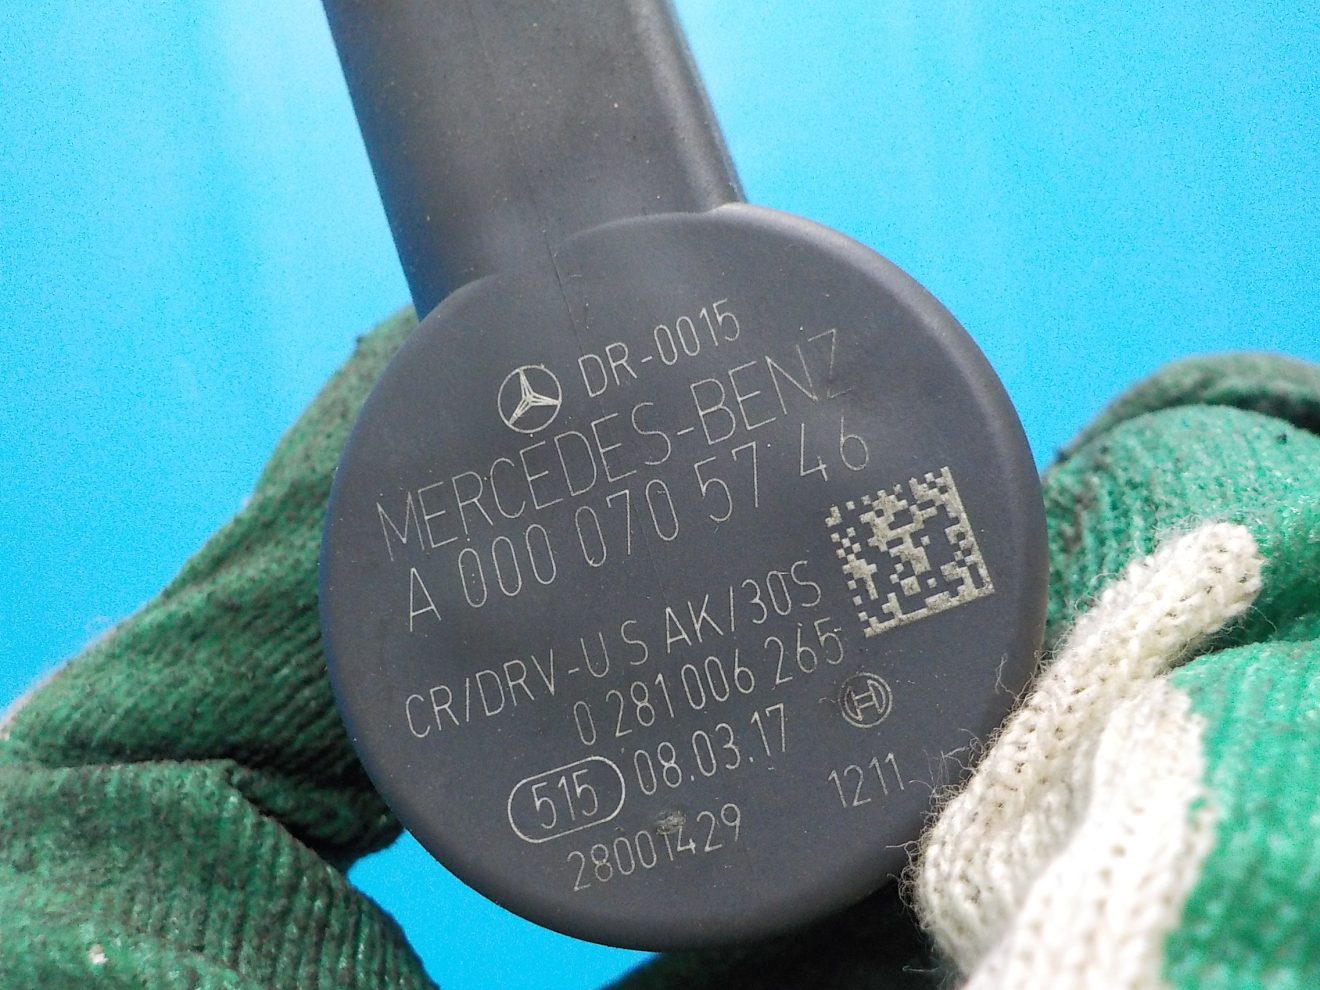 DR-0015
MERCEDES-BENZ
A 000 070 57 46
CR/DRV-U S AK/30S
0 281 006 265
515 08.03.17
1211
28001429